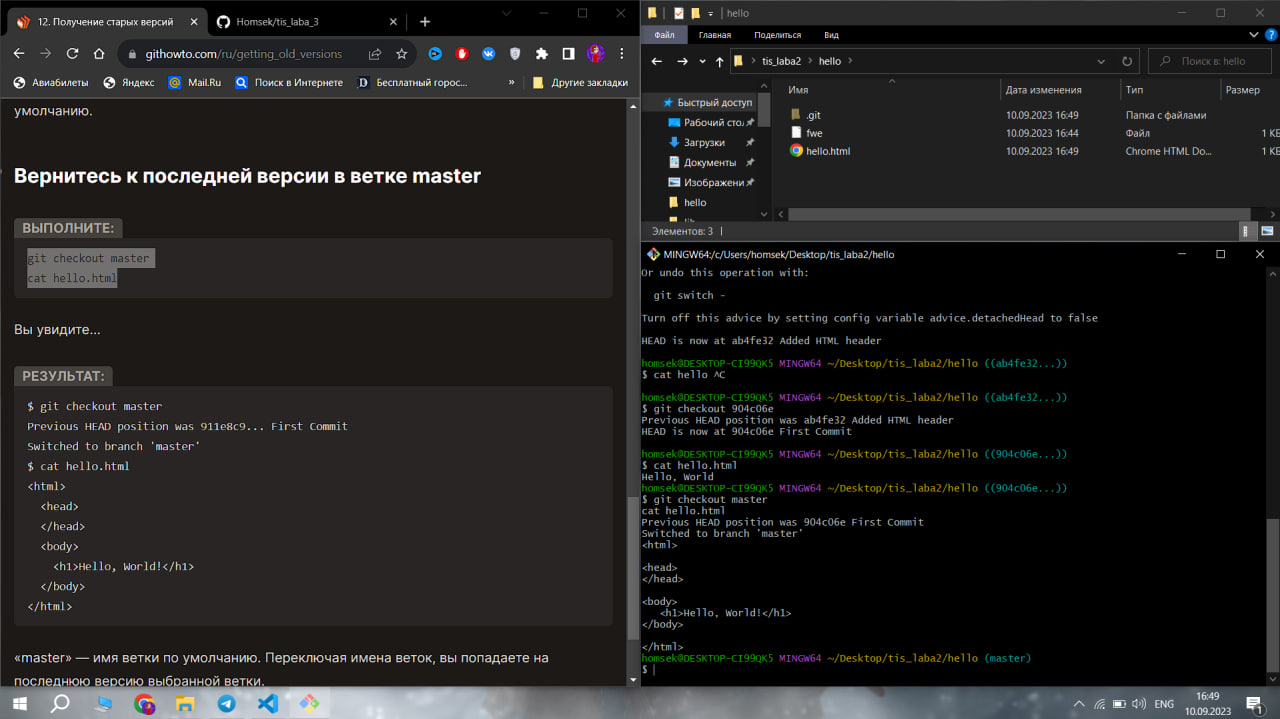 12. Получение старых версий
Homsek/tis_laba_3
githowto.com/ru/getting_old_versions
Авиабилеты
Яндекс
Mail.Ru
Поиск в Интернете
Бесплатный горос...
»
Другие закладки
умолчанию.
Вернитесь к последней версии в ветке master
ВЫПОЛНИТЕ:
git checkout master
cat hello.html
Вы увидите...
РЕЗУЛЬТАТ:
$ git checkout master
Previous HEAD position was 911e8c9... First Commit
Switched to branch 'master'
$ cat hello.html
<html>
<head>
</head>
<body>
<h1>Hello, World!</h1>
</body>
</html>
«master» — имя ветки по умолчанию. Переключая имена веток, вы попадаете на
последнюю версию выбранной ветки.
hello
Файл
Главная
Поделиться
Вид
tis_laba2
hello
Поиск в: hello
Быстрый доступ
Рабочий стол
Загрузки
Документы
Изображени
hello
Имя
Дата изменения
Тип
Размер
.git
10.09.2023 16:49
Папка с файлами
fwe
10.09.2023 16:44
Файл
1 КБ
hello.html
10.09.2023 16:49
Chrome HTML Do...
1 КБ
Элементов: 3
MINGW64:/c/Users/homsek/Desktop/tis_laba2/hello
Or undo this operation with:
git switch -
Turn off this advice by setting config variable advice.detachedHead to false
HEAD is now at ab4fe32 Added HTML header
homsek@DESKTOP-CI99QK5 MINGW64 ~/Desktop/tis_laba2/hello ((ab4fe32...))
$ cat hello ^C
homsek@DESKTOP-CI99QK5 MINGW64 ~/Desktop/tis_laba2/hello ((ab4fe32...))
$ git checkout 904c06e
Previous HEAD position was ab4fe32 Added HTML header
HEAD is now at 904c06e First Commit
homsek@DESKTOP-CI99QK5 MINGW64 ~/Desktop/tis_laba2/hello ((904c06e...))
$ cat hello.html
Hello, World
homsek@DESKTOP-CI99QK5 MINGW64 ~/Desktop/tis_laba2/hello ((904c06e...))
$ git checkout master
cat hello.html
Previous HEAD position was 904c06e First Commit
Switched to branch 'master'
<html>
<head>
</head>
<body>
<h1>Hello, World!</h1>
</body>
</html>
homsek@DESKTOP-CI99QK5 MINGW64 ~/Desktop/tis_laba2/hello (master)
$
ENG
16:49
10.09.2023
1